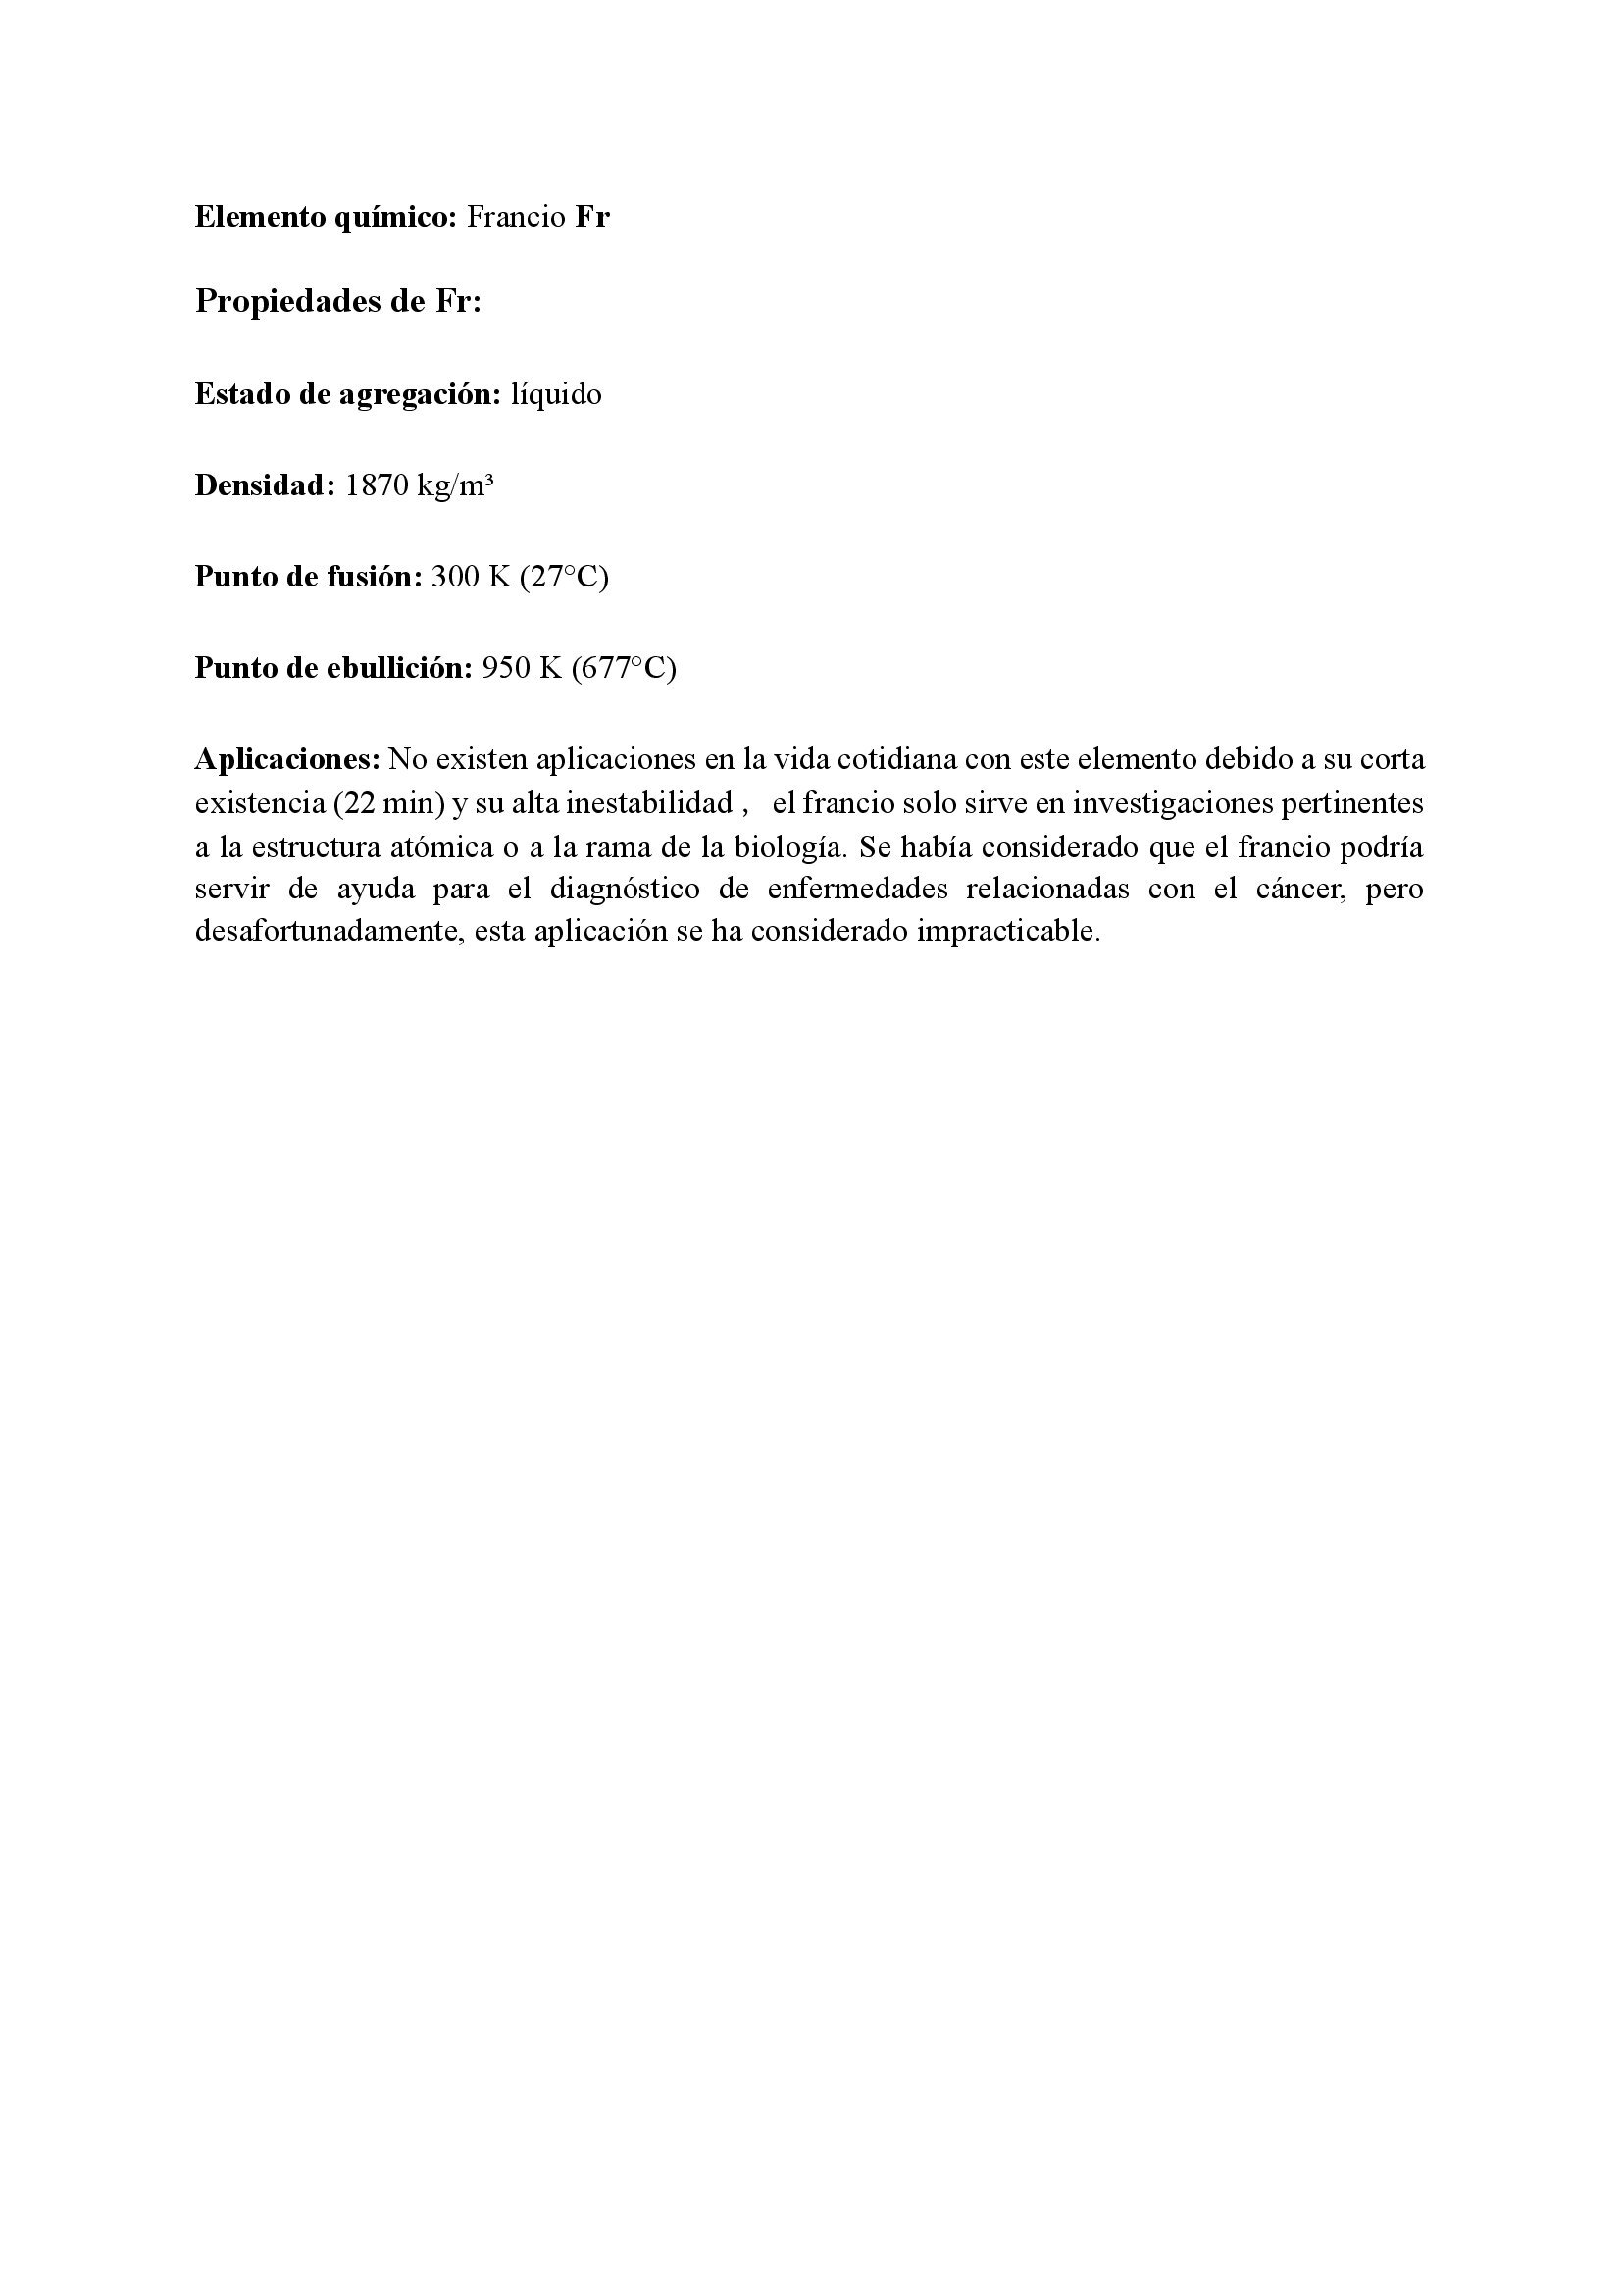 Elemento químico: Francio Fr
Propiedades de Fr:
Estado de agregación: líquido
Densidad: 1870 kg/m³
Punto de fusión: 300 K (27°C)
Punto de ebullición: 950 K (677°C)
Aplicaciones: No existen aplicaciones en la vida cotidiana con este elemento debido a su corta
existencia (22 min) y su alta inestabilidad , el francio solo sirve en investigaciones pertinentes
a la estructura atómica o a la rama de la biología. Se había considerado que el francio podría
servir de ayuda para el diagnóstico de enfermedades relacionadas con el cáncer, pero
desafortunadamente, esta aplicación se ha considerado impracticable.